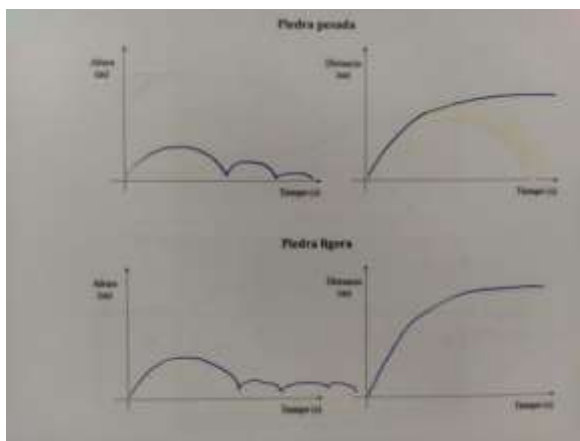 Piedra pesada
Altura
(m)
Distancia
(m)
Tiempo (s)
Tiempo (s)
Piedra ligera
Altura
(m)
Distancia
(m)
Tiempo (s)
Tiempo (s)